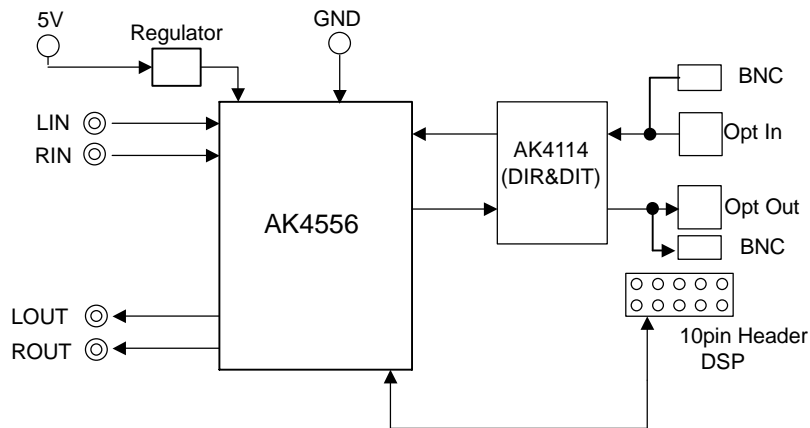 5V
Regulator
GND
LIN
RIN
AK4556
AK4114
(DIR&DIT)
BNC
Opt In
Opt Out
BNC
LOUT
ROUT
10pin Header
DSP